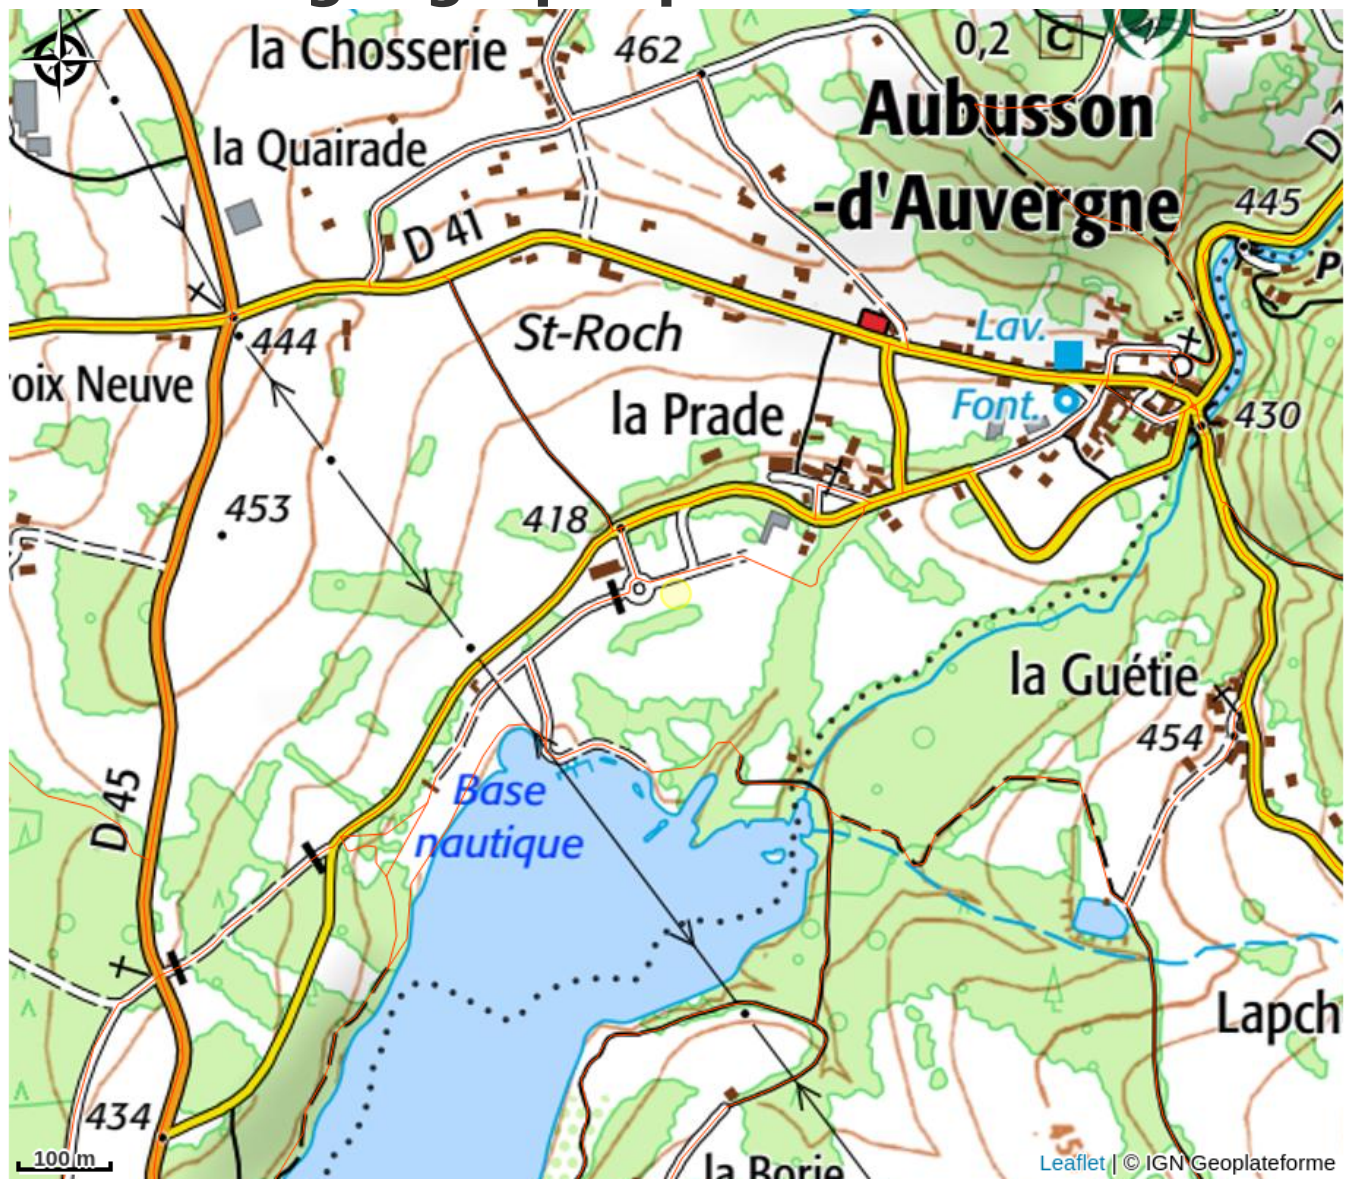 la Chosserie
462
0,2 C
Aubusson
-d'Auvergne
la Quairade
D 41
445
444
St-Roch
Lav.
oix Neuve
la Prade
Font.
430
453
418
la Guétie
454
D 45
Base
nautique
Lapch
434
45
100 m
la Borie
Leaflet | © IGN Geoplateforme